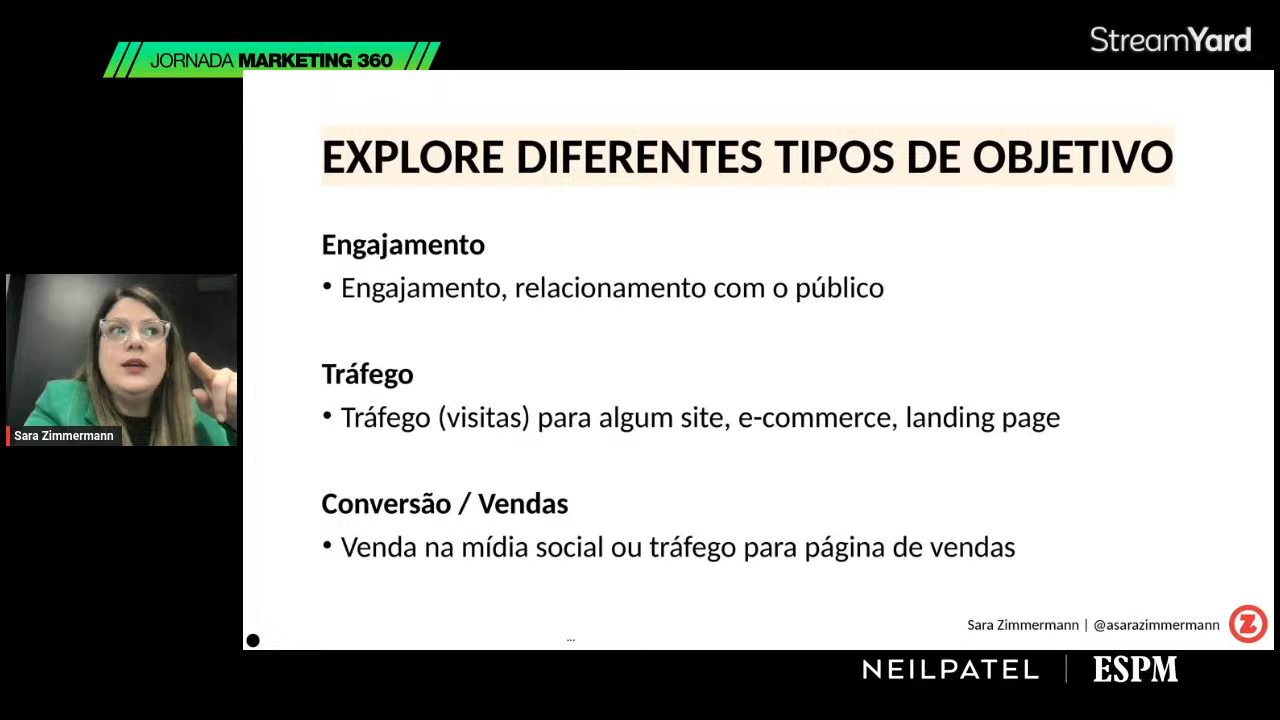 StreamYard
JORNADA MARKETING 360
EXPLORE DIFERENTES TIPOS DE OBJETIVO
Engajamento
• Engajamento, relacionamento com o público
Tráfego
• Tráfego (visitas) para algum site, e-commerce, landing page
Sara Zimmermann
Conversão / Vendas
• Venda na mídia social ou tráfego para página de vendas
Sara Zimmermann | @asarazimmermann
Z
...
NEILPATEL | ESPM